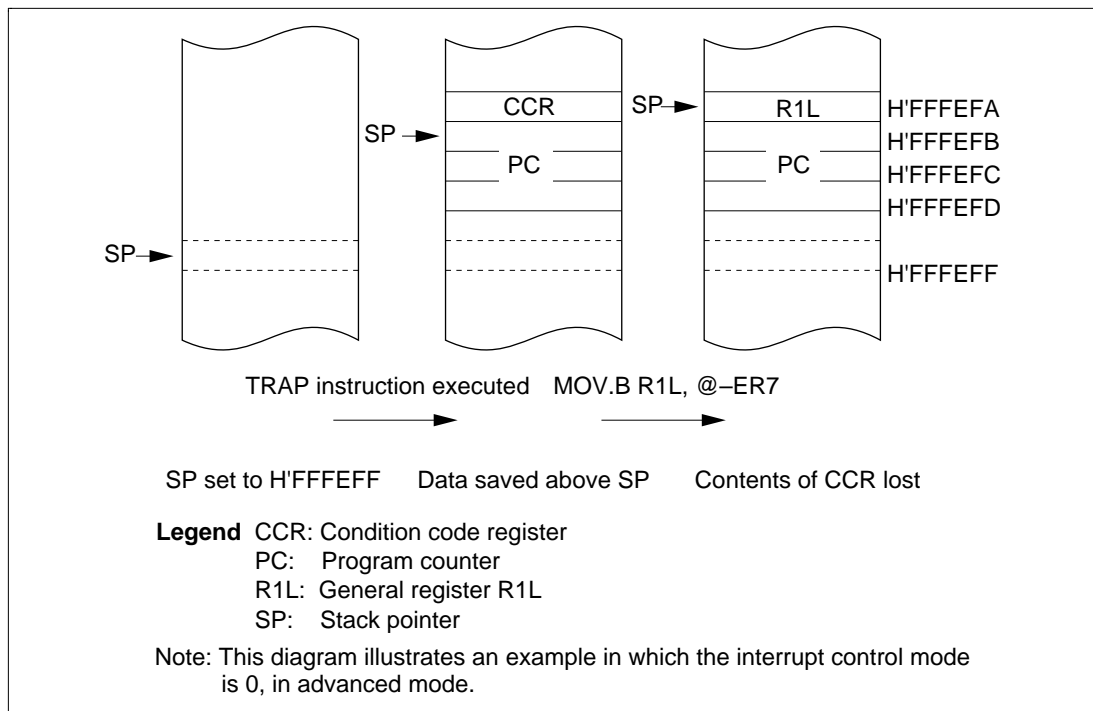 CCR
SP
R1L
H'FFFEFA
SP
H'FFFEFB
PC
PC
H'FFFEFC
H'FFFEFD
SP
H'FFFEFF
TRAP instruction executed
MOV.B R1L, @–ER7
SP set to H'FFFEFF
Data saved above SP
Contents of CCR lost
Legend CCR: Condition code register
PC: Program counter
R1L: General register R1L
SP: Stack pointer
Note: This diagram illustrates an example in which the interrupt control mode
is 0, in advanced mode.